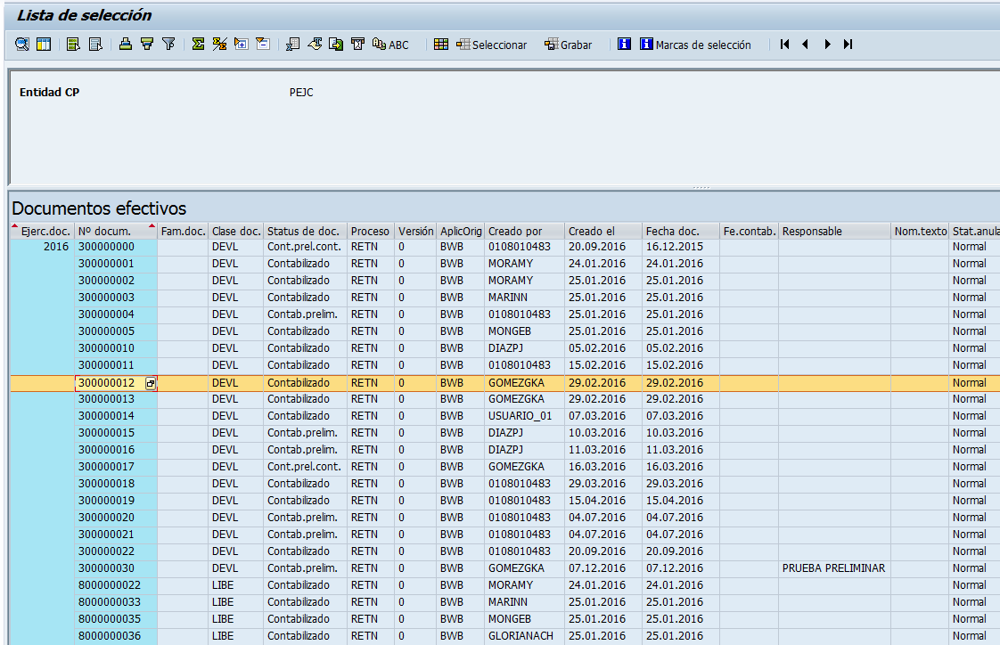 Lista de selección
ABC Seleccionar Grabar Marcas de selección
Entidad CP PEJC
Documentos efectivos
Ejerc.doc. Nº docum. Fam.doc. Clase doc. Status de doc. Proceso Versión AplicOrig Creado por Creado el Fecha doc. Fe.contab. Responsable Nom.texto Stat.anula
2016 300000000 DEVL Cont.prel.cont. RETN 0 BWB 0108010483 20.09.2016 16.12.2015 Normal
300000001 DEVL Contabilizado RETN 0 BWB MORAMY 24.01.2016 24.01.2016 Normal
300000002 DEVL Contabilizado RETN 0 BWB MORAMY 25.01.2016 25.01.2016 Normal
300000003 DEVL Contabilizado RETN 0 BWB MARINN 25.01.2016 25.01.2016 Normal
300000004 DEVL Contab.prelim. RETN 0 BWB 0108010483 25.01.2016 25.01.2016 Normal
300000005 DEVL Contabilizado RETN 0 BWB MONGEB 25.01.2016 25.01.2016 Normal
300000010 DEVL Contabilizado RETN 0 BWB DIAZPJ 05.02.2016 05.02.2016 Normal
300000011 DEVL Contabilizado RETN 0 BWB 0108010483 15.02.2016 15.02.2016 Normal
300000012 DEVL Contabilizado RETN 0 BWB GOMEZGKA 29.02.2016 29.02.2016 Normal
300000013 DEVL Contabilizado RETN 0 BWB GOMEZGKA 29.02.2016 29.02.2016 Normal
300000014 DEVL Contabilizado RETN 0 BWB USUARIO_01 07.03.2016 07.03.2016 Normal
300000015 DEVL Contab.prelim. RETN 0 BWB DIAZPJ 10.03.2016 10.03.2016 Normal
300000016 DEVL Contab.prelim. RETN 0 BWB DIAZPJ 11.03.2016 11.03.2016 Normal
300000017 DEVL Cont.prel.cont. RETN 0 BWB GOMEZGKA 16.03.2016 16.03.2016 Normal
300000018 DEVL Contabilizado RETN 0 BWB 0108010483 29.03.2016 29.03.2016 Normal
300000019 DEVL Contabilizado RETN 0 BWB 0108010483 15.04.2016 15.04.2016 Normal
300000020 DEVL Contab.prelim. RETN 0 BWB 0108010483 04.07.2016 04.07.2016 Normal
300000021 DEVL Contab.prelim. RETN 0 BWB 0108010483 04.07.2016 04.07.2016 Normal
300000022 DEVL Contabilizado RETN 0 BWB 0108010483 20.09.2016 20.09.2016 Normal
300000030 DEVL Contab.prelim. RETN 0 BWB GOMEZGKA 07.12.2016 07.12.2016 PRUEBA PRELIMINAR Normal
8000000022 LIBE Contabilizado RETN 0 BWB MORAMY 24.01.2016 24.01.2016 Normal
8000000033 LIBE Contabilizado RETN 0 BWB MARINN 25.01.2016 25.01.2016 Normal
8000000035 LIBE Contabilizado RETN 0 BWB MONGEB 25.01.2016 25.01.2016 Normal
8000000036 LIBE Contabilizado RETN 0 BWB GLORIANACH 25.01.2016 25.01.2016 Normal